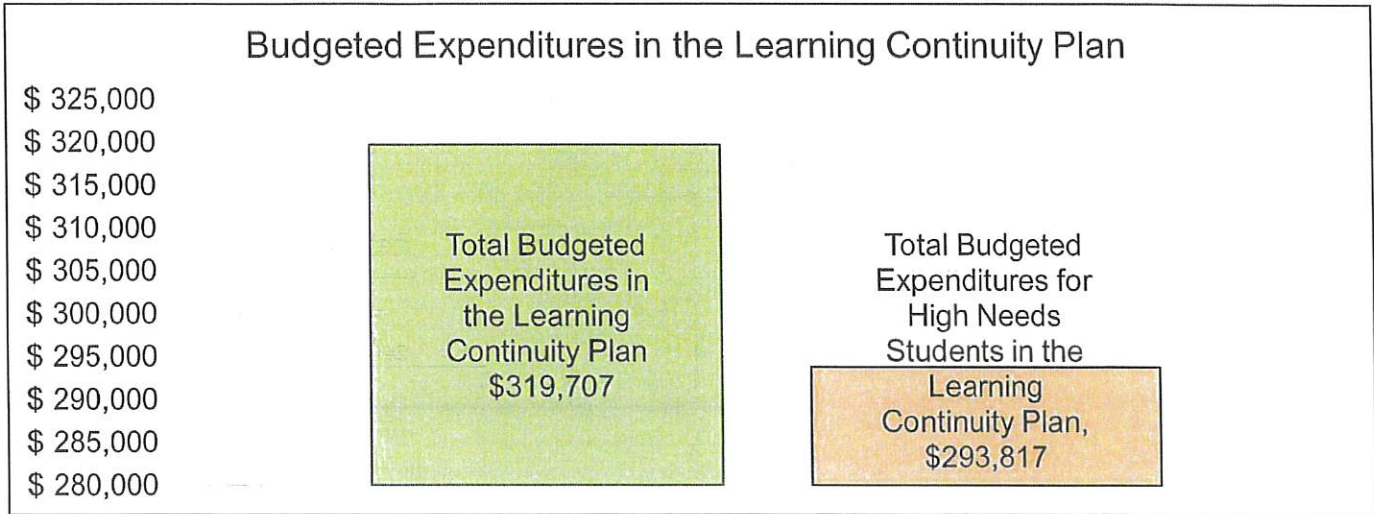 Budgeted Expenditures in the Learning Continuity Plan
$ 325,000
$ 320,000
$ 315,000
$ 310,000
$ 305,000
$ 300,000
$ 295,000
$ 290,000
$ 285,000
$ 280,000
Total Budgeted
Expenditures in
the Learning
Continuity Plan
$319,707
Total Budgeted
Expenditures for
High Needs
Students in the
Learning
Continuity Plan,
$293,817